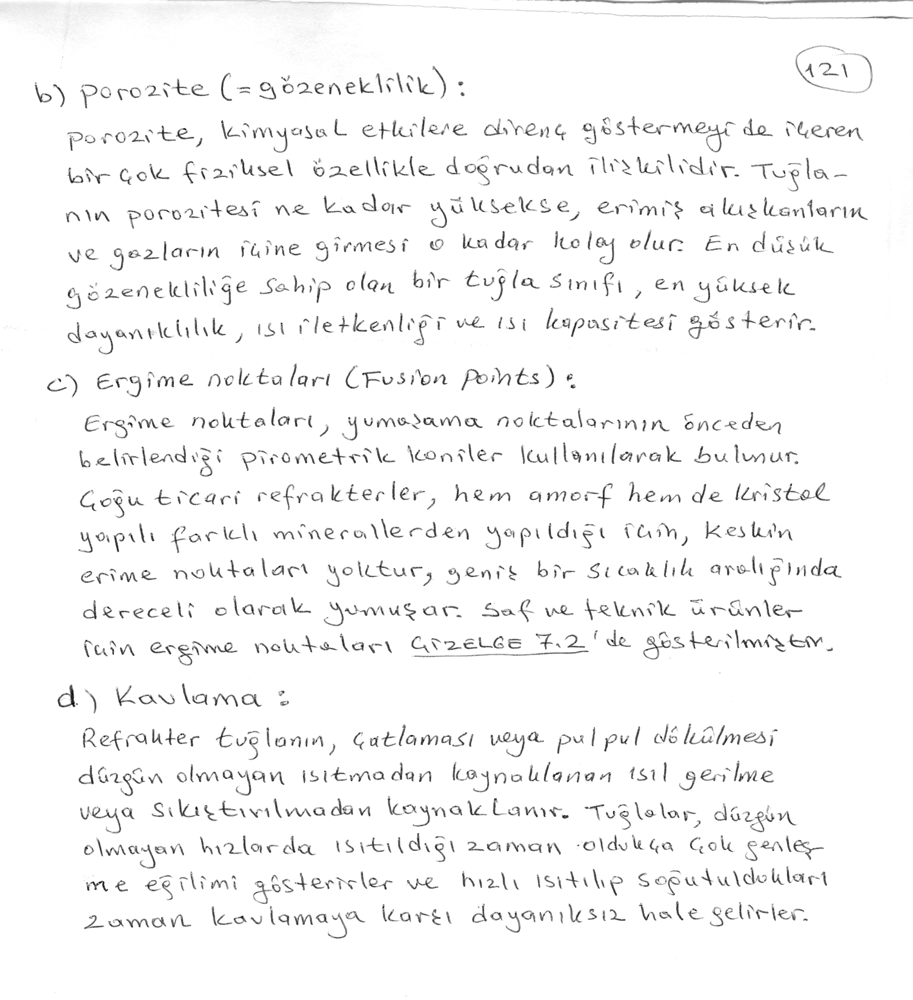 121
b) Porozite (= gözeneklilik) :
Porozite, kimyasal etkilere direnç göstermeyi de içeren
bir çok fiziksel özellikle doğrudan ilişkilidir. Tuğla-
nın porozitesi ne kadar yüksekse, erimiş akışkanların
ve gazların içine girmesi o kadar kolay olur. En düşük
gözenekliliğe sahip olan bir tuğla sınıfı, en yüksek
dayanıklılık, ısı iletkenliği ve ısı kapasitesi gösterir.
c) Ergime noktaları (Fusion Points) :
Ergime noktaları, yumaşama noktalarının önceden
belirlendiği pirometrik koniler kullanılarak bulunur.
Çoğu ticari refrakterler, hem amorf hem de kristal
yapılı farklı minerallerden yapıldığı için, keskin
erime noktaları yoktur, geniş bir sıcaklık aralığında
dereceli olarak yumuşar. Saf ve teknik ürünler
için ergime noktaları ÇİZELGE 7.2'de gösterilmiştir.
d) Kavlama :
Refrakter tuğlanın, çatlaması veya pul pul dökülmesi
düzgün olmayan ısıtmadan kaynaklanan ısıl gerilme
veya sıkıştırılmadan kaynaklanır. Tuğlalar, düzgün
olmayan hızlarda ısıtıldığı zaman oldukça çok genleş-
me eğilimi gösterirler ve hızlı ısıtılıp soğutuldukları
zaman kavlamaya karşı dayanıksız hale gelirler.